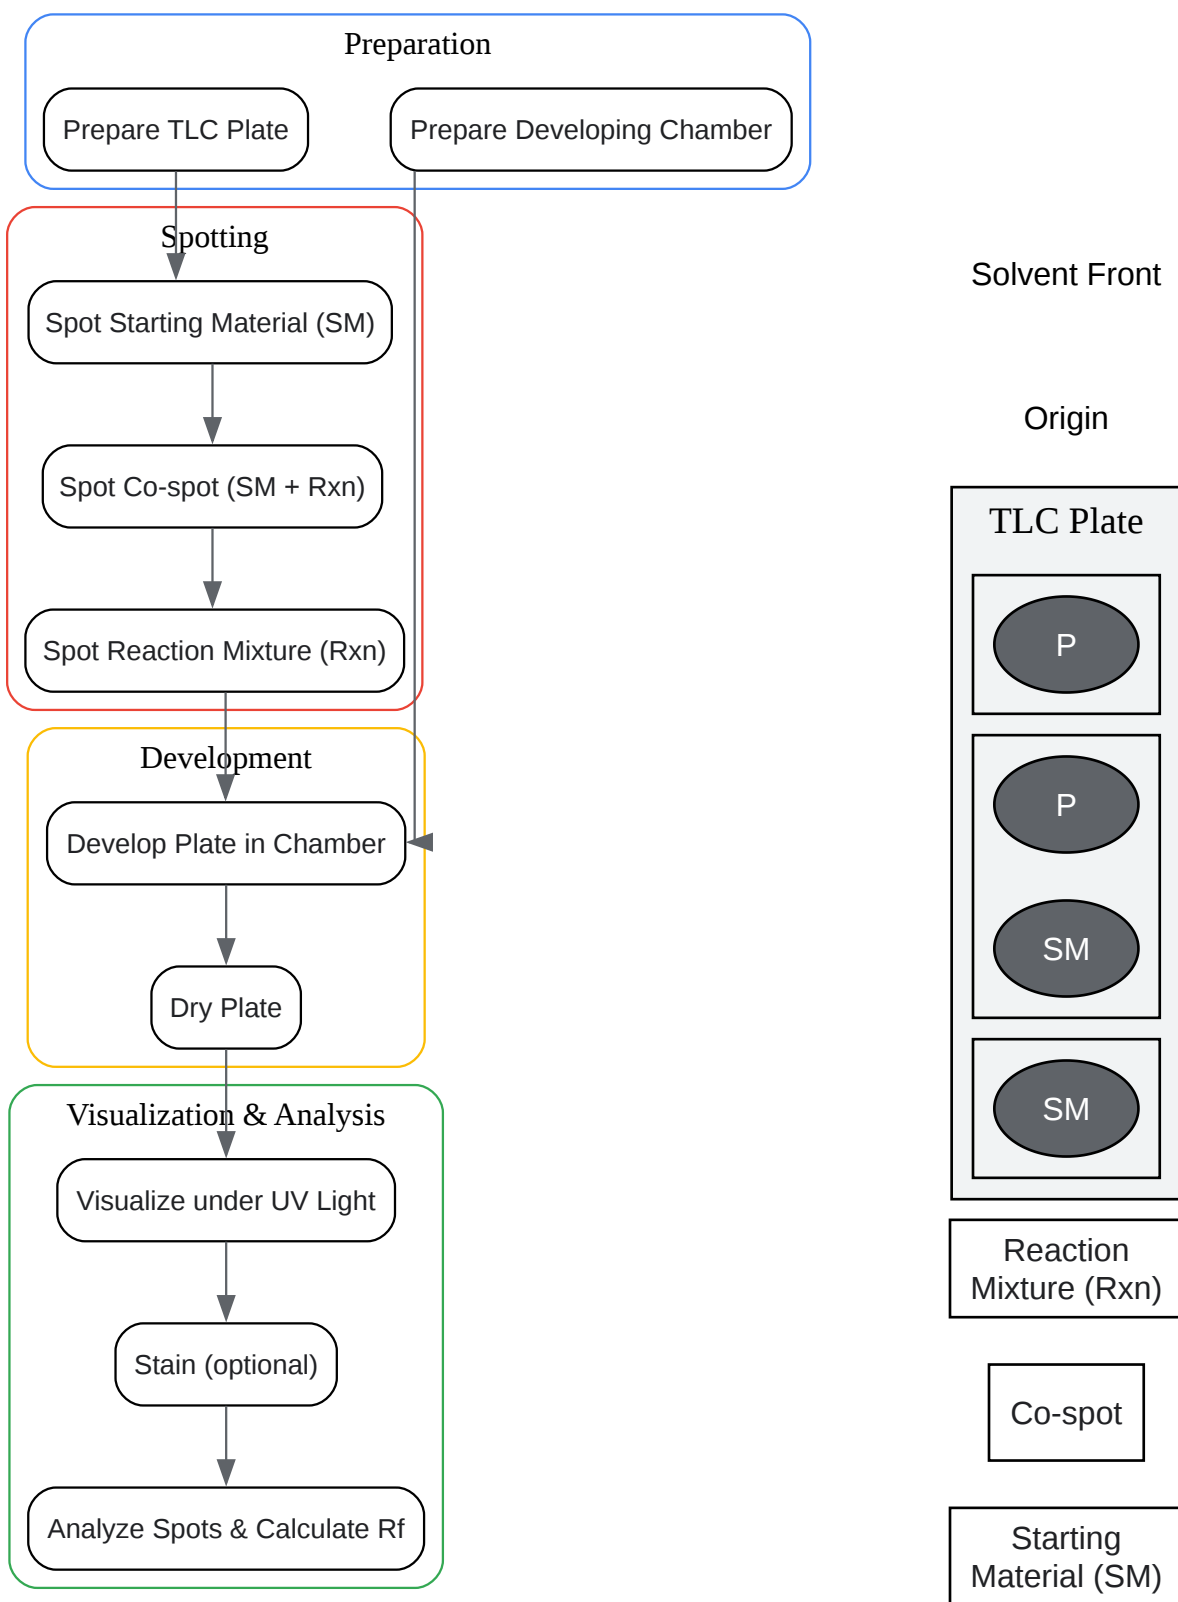 Preparation
Prepare TLC Plate
Prepare Developing Chamber
Spotting
Spot Starting Material (SM)
Spot Co-spot (SM + Rxn)
Spot Reaction Mixture (Rxn)
Development
Develop Plate in Chamber
Dry Plate
Visualization & Analysis
Visualize under UV Light
Stain (optional)
Analyze Spots & Calculate Rf
Solvent Front
Origin
TLC Plate
P
P
SM
SM
Reaction
Mixture (Rxn)
Co-spot
Starting
Material (SM)